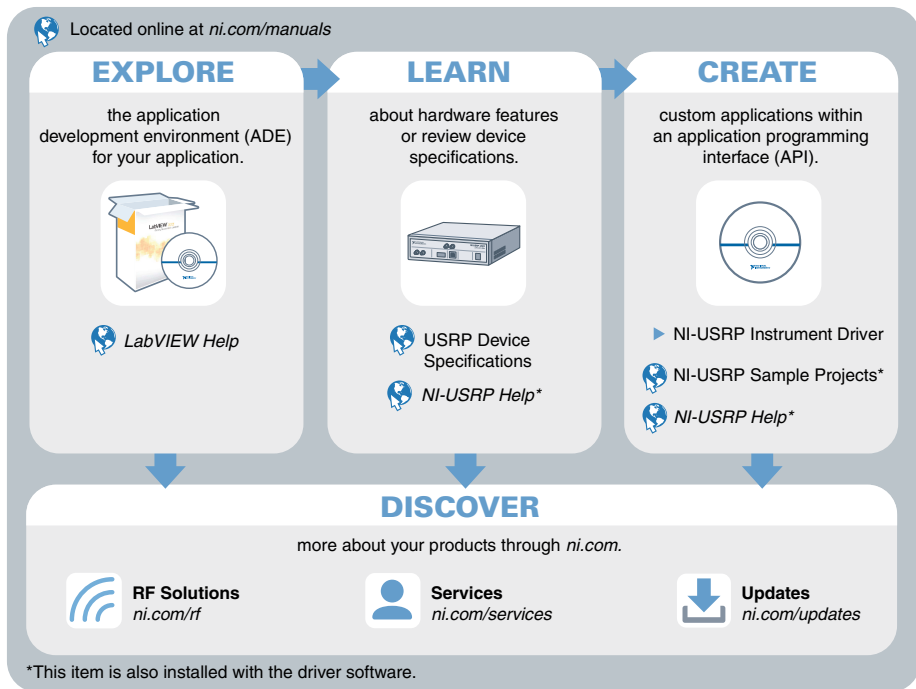 Located online at ni.com/manuals
EXPLORE
the application
development environment (ADE)
for your application.
LabVIEW
LabVIEW Help
LEARN
about hardware features
or review device
specifications.
USRP Device
Specifications
NI-USRP Help*
CREATE
custom applications within
an application programming
interface (API).
NI-USRP Instrument Driver
NI-USRP Sample Projects*
NI-USRP Help*
DISCOVER
more about your products through ni.com.
RF Solutions
ni.com/rf
Services
ni.com/services
Updates
ni.com/updates
*This item is also installed with the driver software.